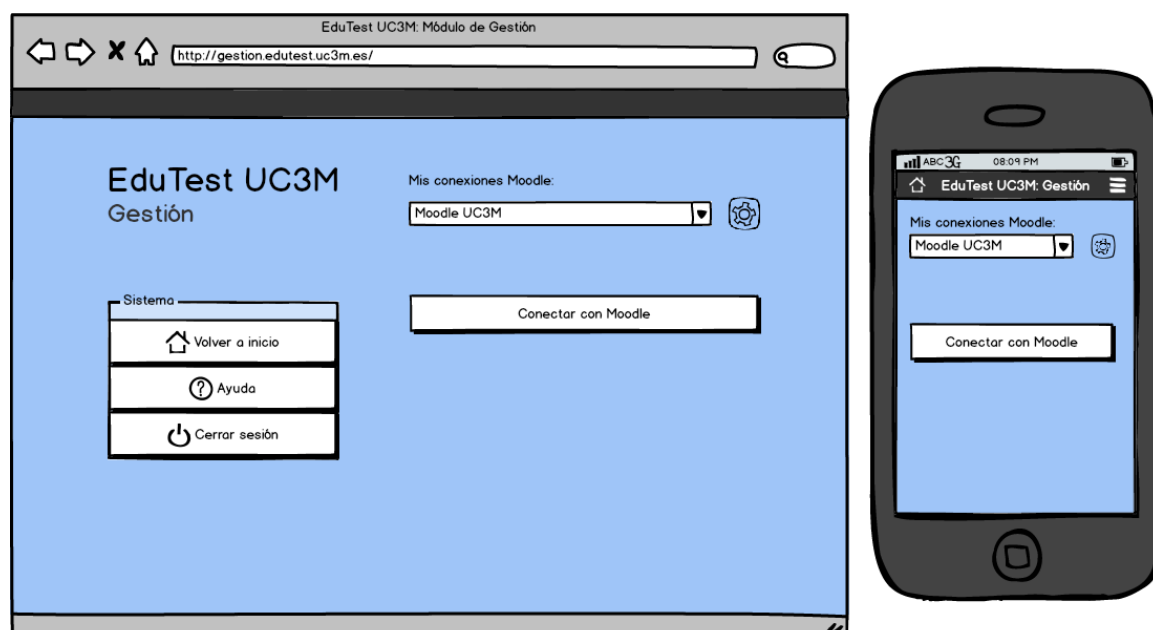 EduTest UC3M: Módulo de Gestión
http://gestion.edutest.uc3m.es/
EduTest UC3M
Gestión
Mis conexiones Moodle:
Moodle UC3M
Conectar con Moodle
Sistema
Volver a inicio
Ayuda
Cerrar sesión
ABC 3G 08:09 PM
EduTest UC3M: Gestión
Mis conexiones Moodle:
Moodle UC3M
Conectar con Moodle